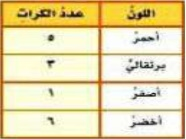 اللون عدد الكرات
أحمرُ ٥
برتقاليٌّ ٣
أصفرُ ١
أخضرُ ٦